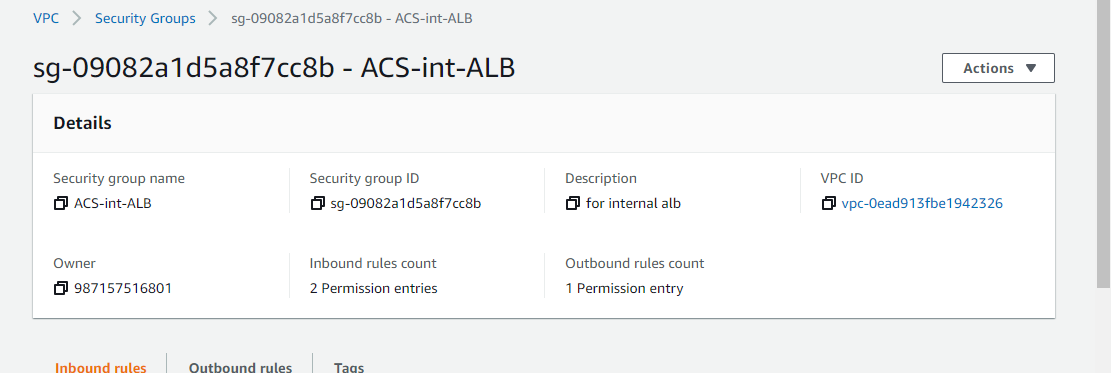 VPC > Security Groups > sg-09082a1d5a8f7cc8b - ACS-int-ALB
sg-09082a1d5a8f7cc8b - ACS-int-ALB
Actions
Details
Security group name
ACS-int-ALB
Security group ID
sg-09082a1d5a8f7cc8b
Description
for internal alb
VPC ID
vpc-0ead913fbe1942326
Owner
987157516801
Inbound rules count
2 Permission entries
Outbound rules count
1 Permission entry
Inbound rules
Outbound rules
Tags